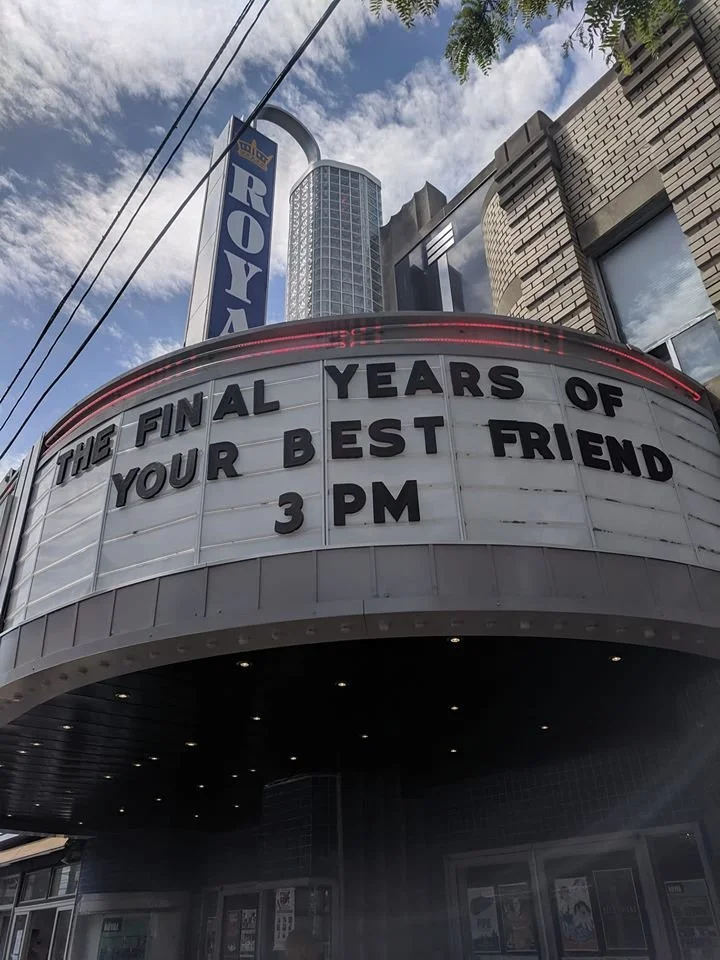 ROYA
THE FINAL YEARS OF
YOUR BEST FRIEND
3 PM